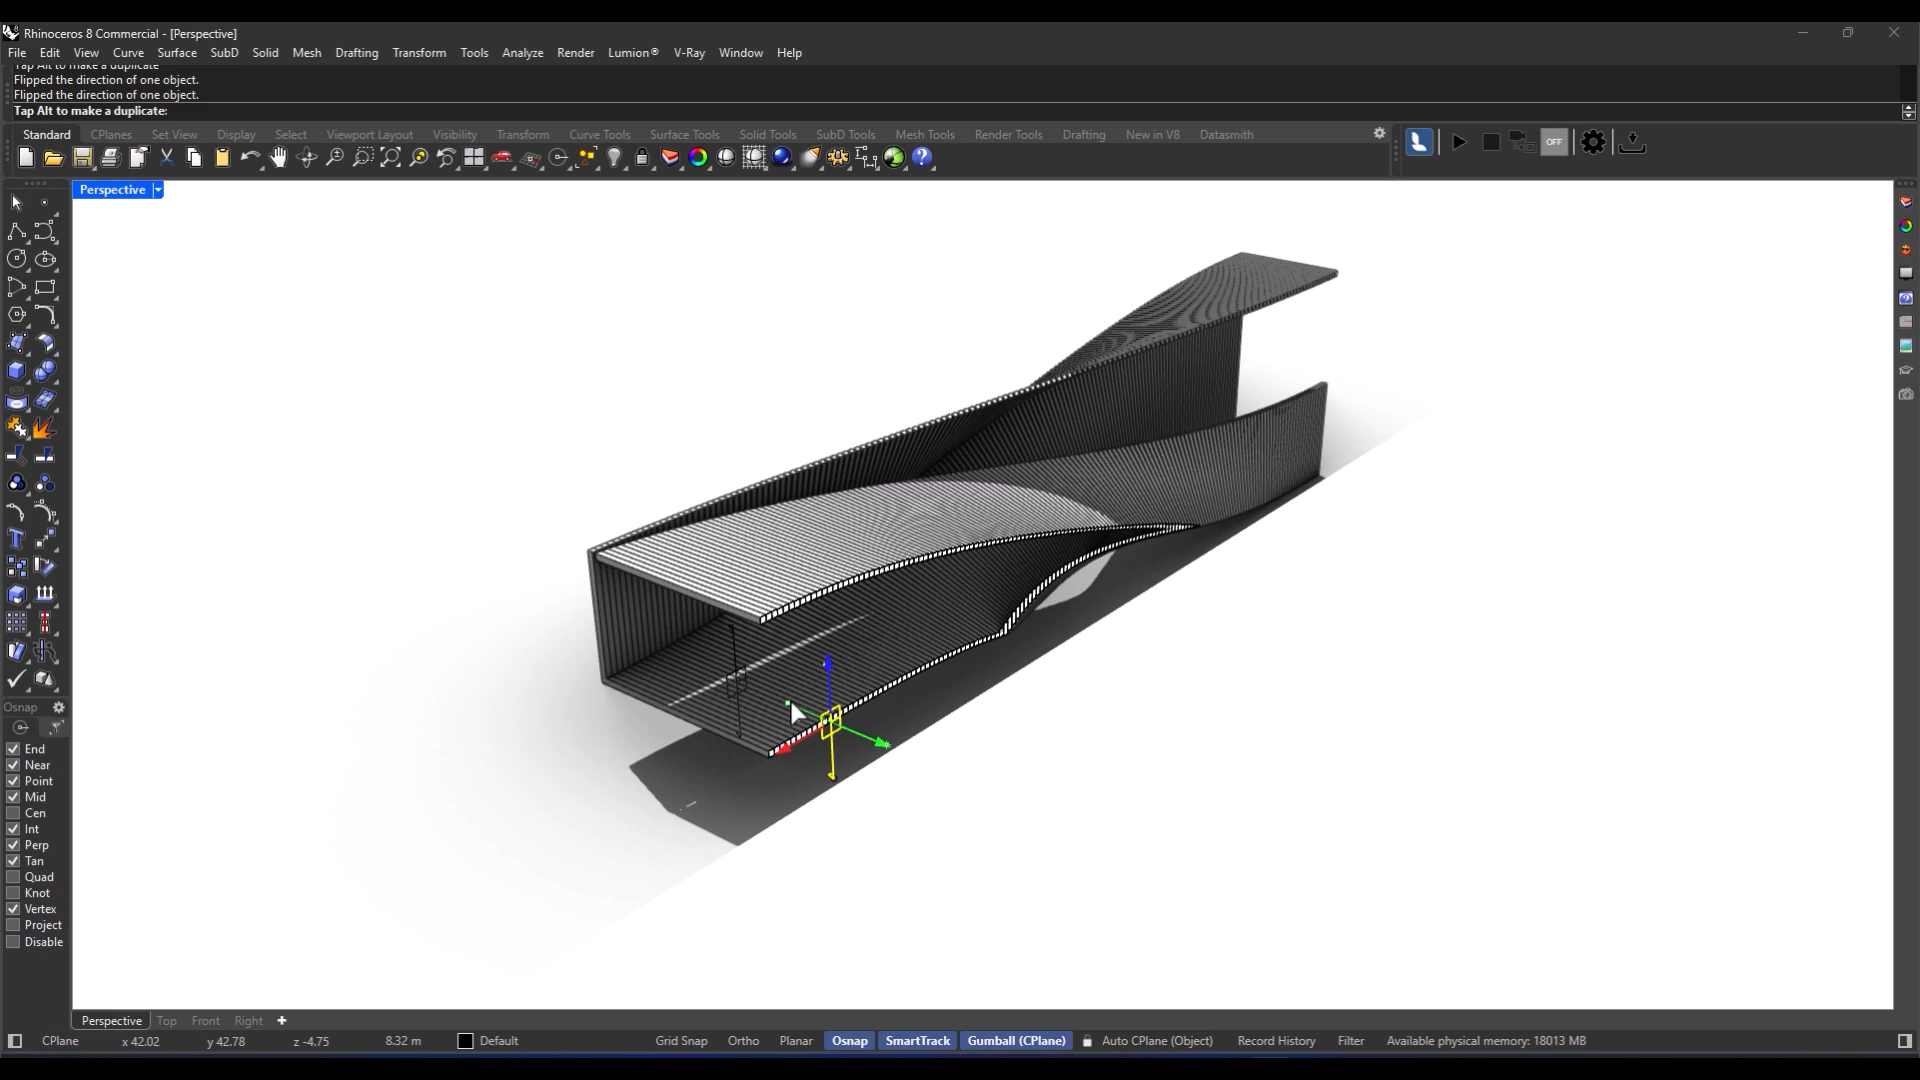 Rhinoceros 8 Commercial - [Perspective]
File Edit View Curve Surface SubD Solid Mesh Drafting Transform Tools Analyze Render Lumion® V-Ray Window Help
Tap Alt to make a duplicate
Flipped the direction of one object.
Flipped the direction of one object.
Tap Alt to make a duplicate:
Standard CPlanes Set View Display Select Viewport Layout Visibility Transform Curve Tools Surface Tools Solid Tools SubD Tools Mesh Tools Render Tools Drafting New in V8 Datasmith
OFF
Perspective
Osnap
End
Near
Point
Mid
Cen
Int
Perp
Tan
Quad
Knot
Vertex
Project
Disable
Perspective Top Front Right
CPlane x 42.02 y 42.78 z -4.75 8.32 m Default Grid Snap Ortho Planar Osnap SmartTrack Gumball (CPlane) Auto CPlane (Object) Record History Filter Available physical memory: 18013 MB